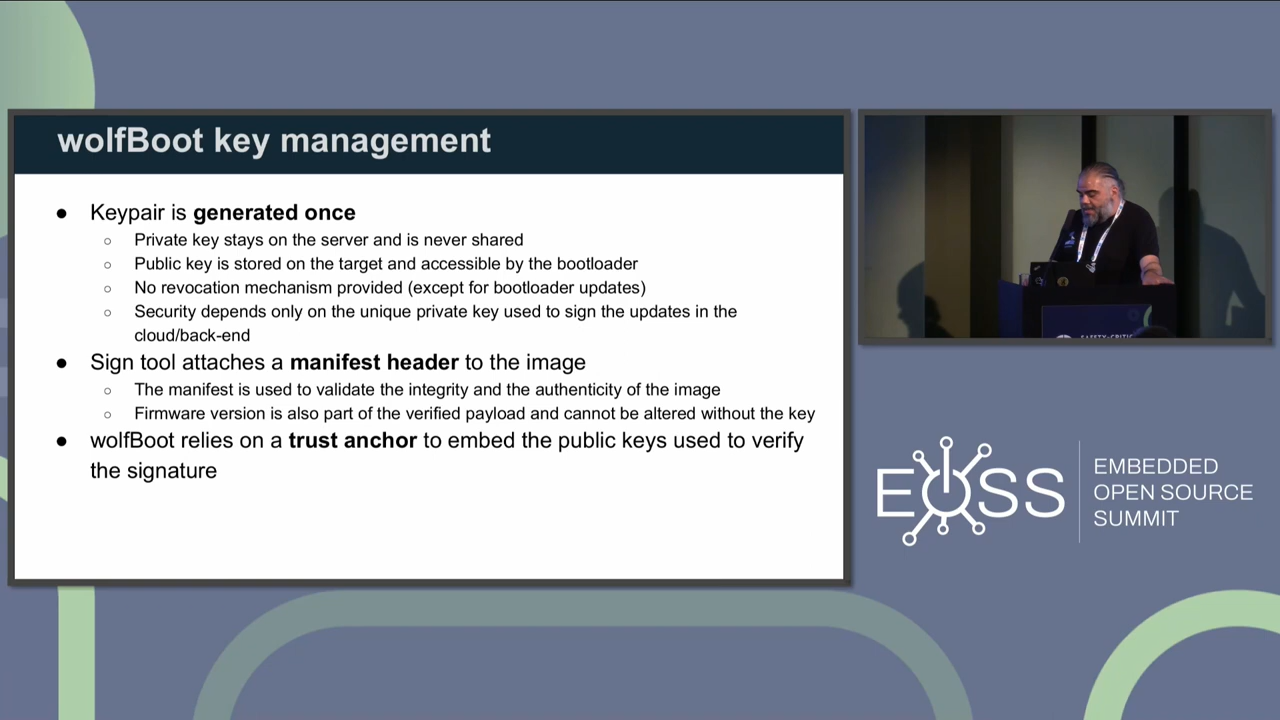 wolfBoot key management
● Keypair is generated once
○ Private key stays on the server and is never shared
○ Public key is stored on the target and accessible by the bootloader
○ No revocation mechanism provided (except for bootloader updates)
○ Security depends only on the unique private key used to sign the updates in the
cloud/back-end
● Sign tool attaches a manifest header to the image
○ The manifest is used to validate the integrity and the authenticity of the image
○ Firmware version is also part of the verified payload and cannot be altered without the key
● wolfBoot relies on a trust anchor to embed the public keys used to verify
the signature
EOSS
EMBEDDED
OPEN SOURCE
SUMMIT